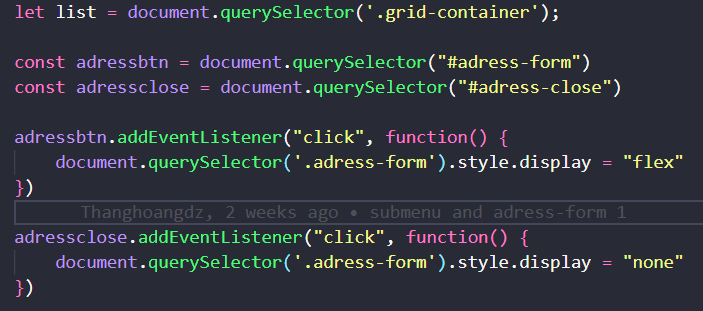 let list = document.querySelector('.grid-container');
const adressbtn = document.querySelector("#adress-form")
const adressclose = document.querySelector("#adress-close")
adressbtn.addEventListener("click", function() {
    document.querySelector('.adress-form').style.display = "flex"
})
Thanghoangdz, 2 weeks ago • submenu and adress-form 1
adressclose.addEventListener("click", function() {
    document.querySelector('.adress-form').style.display = "none"
})